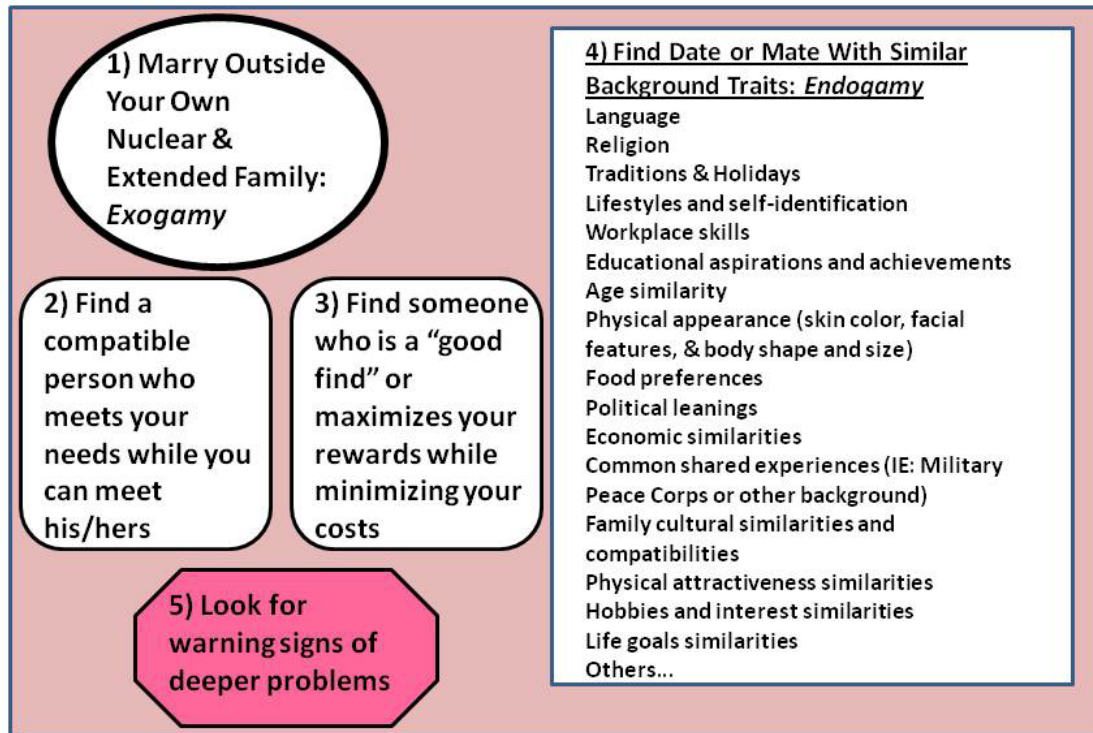 1) Marry Outside
Your Own
Nuclear &
Extended Family:
Exogamy
2) Find a
compatible
person who
meets your
needs while you
can meet
his/hers
3) Find someone
who is a “good
find” or
maximizes your
rewards while
minimizing your
costs
4) Find Date or Mate With Similar
Background Traits: Endogamy
Language
Religion
Traditions & Holidays
Lifestyles and self-identification
Workplace skills
Educational aspirations and achievements
Age similarity
Physical appearance (skin color, facial
features, & body shape and size)
Food preferences
Political leanings
Economic similarities
Common shared experiences (IE: Military
Peace Corps or other background)
Family cultural similarities and
compatibilities
Physical attractiveness similarities
Hobbies and interest similarities
Life goals similarities
Others...
5) Look for
warning signs of
deeper problems